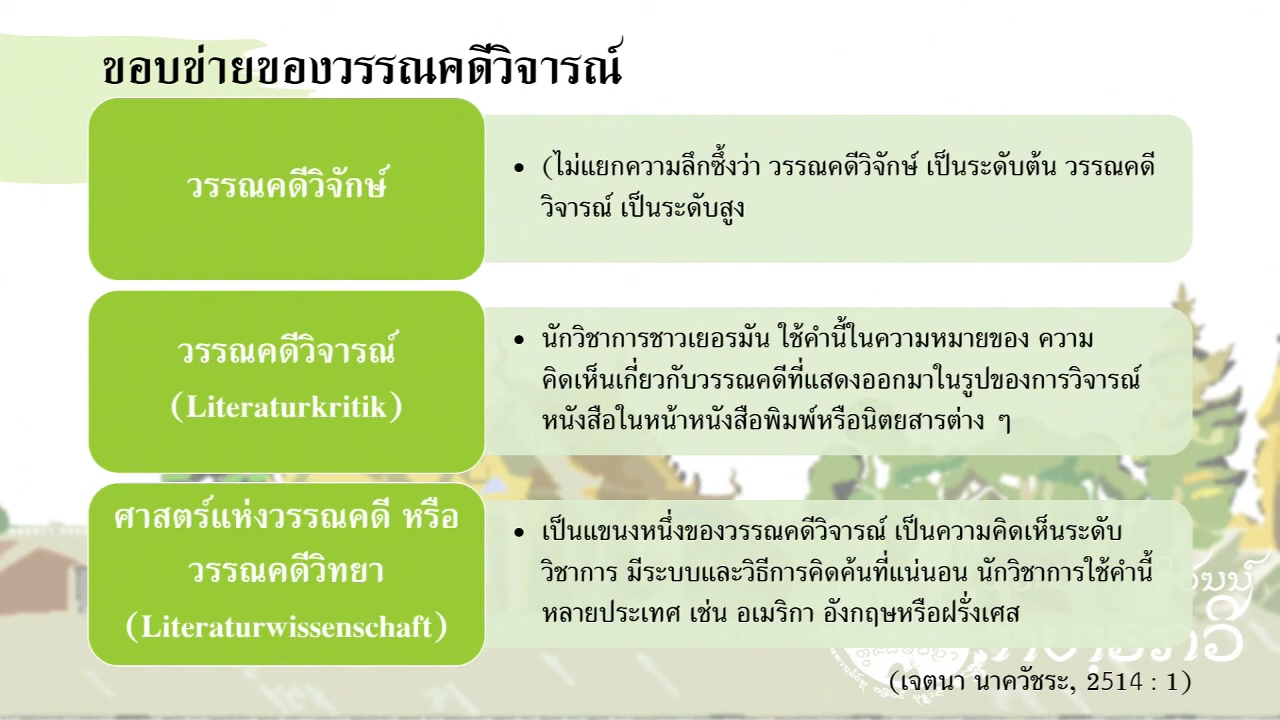 ขอบข่ายของวรรณคดีวิจารณ์
วรรณคดีวิจักษ์
• (ไม่แยกความลึกซึ้งว่า วรรณคดีวิจักษ์ เป็นระดับต้น วรรณคดี
วิจารณ์ เป็นระดับสูง
วรรณคดีวิจารณ์
(Literaturkritik)
• นักวิชาการชาวเยอรมัน ใช้คำนี้ในความหมายของ ความ
คิดเห็นเกี่ยวกับวรรณคดีที่แสดงออกมาในรูปของการวิจารณ์
หนังสือในหน้าหนังสือพิมพ์หรือนิตยสารต่าง ๆ
ศาสตร์แห่งวรรณคดี หรือ
วรรณคดีวิทยา
(Literaturwissenschaft)
• เป็นแขนงหนึ่งของวรรณคดีวิจารณ์ เป็นความคิดเห็นระดับ
วิชาการ มีระบบและวิธีการคิดค้นที่แน่นอน นักวิชาการใช้คำนี้
หลายประเทศ เช่น อเมริกา อังกฤษหรือฝรั่งเศส
(เจตนา นาควัชระ, 2514 : 1)